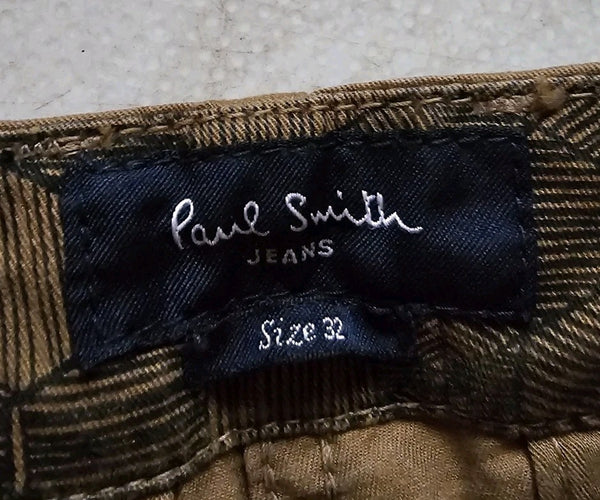 Paul Smith
JEANS
Size 32